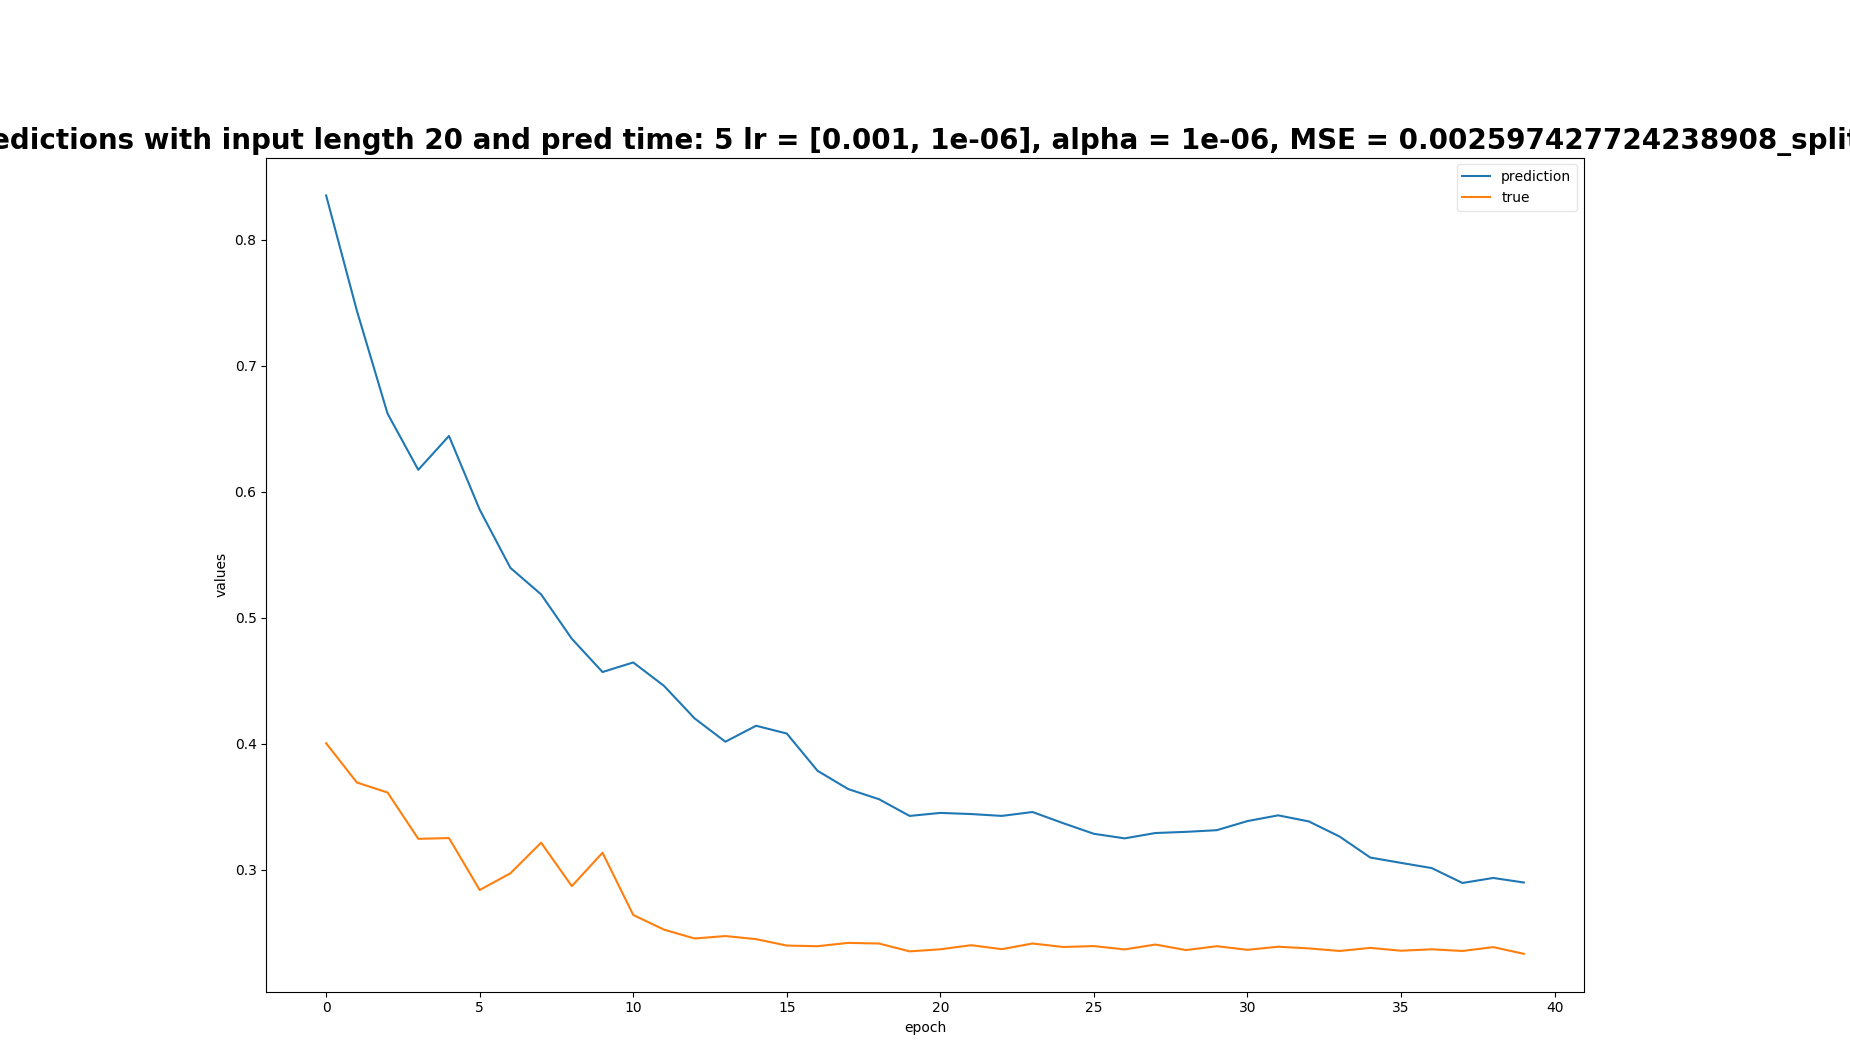 edictions with input length 20 and pred time: 5 lr = [0.001, 1e-06], alpha = 1e-06, MSE = 0.002597427724238908_split
prediction
true
0.8
0.7
0.6
0.5
0.4
0.3
values
0 5 10 15 20 25 30 35 40
epoch